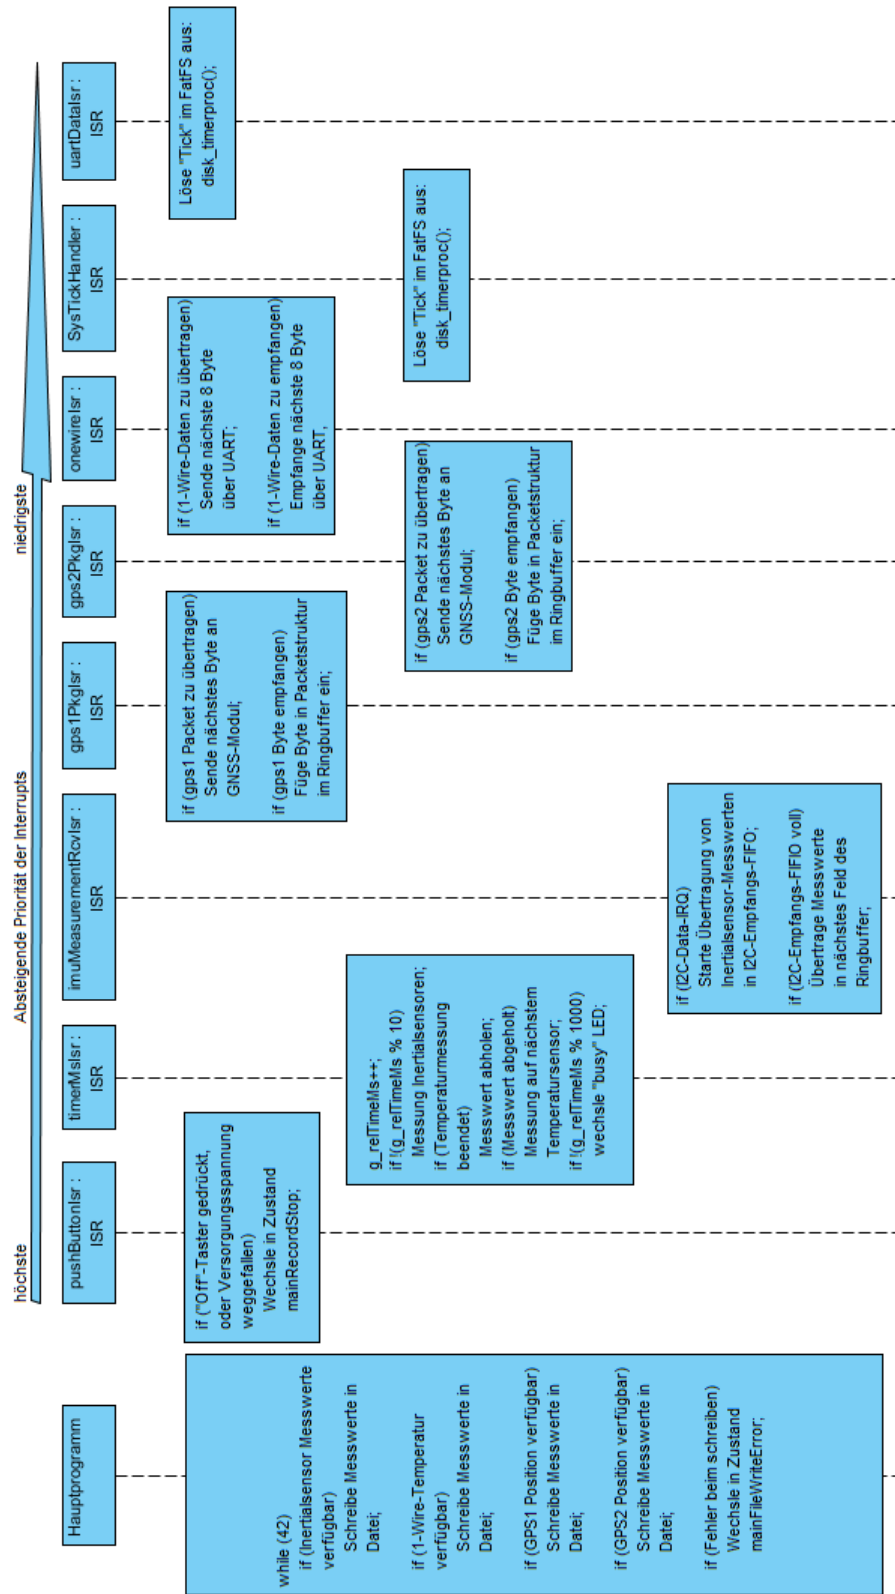 höchste
Absteigende Priorität der Interrupts
niedrigste
Hauptprogramm
pushButtonIsr :
ISR
timerMsIsr :
ISR
imuMeasurementRcvIsr :
ISR
gps1PkgIsr :
ISR
gps2PkgIsr :
ISR
onewireIsr :
ISR
SysTickHandler :
ISR
uartDataIsr :
ISR
while (42)
if (Inertialsensor Messwerte
verfügbar)
Schreibe Messwerte in
Datei;
if (1-Wire-Temperatur
verfügbar)
Schreibe Messwerte in
Datei;
if (GPS1 Position verfügbar)
Schreibe Messwerte in
Datei;
if (GPS2 Position verfügbar)
Schreibe Messwerte in
Datei;
if (Fehler beim schreiben)
Wechsle in Zustand
mainFileWriteError;
if ("Off"-Taster gedrückt,
oder Versorgungsspannung
weggefallen)
Wechsle in Zustand
mainRecordStop;
g_relTimeMs++;
if !(g_relTimeMs % 10)
Messung Inertialsensoren;
if (Temperaturmessung
beendet)
Messwert abholen;
if (Messwert abgeholt)
Messung auf nächstem
Temperatursensor;
if !(g_relTimeMs % 1000)
wechsle "busy" LED;
if (I2C-Data-IRQ)
Starte Übertragung von
Inertialsensor-Messwerten
in I2C-Empfangs-FIFO;
if (I2C-Empfangs-FIFIO voll)
Übertrage Messwerte
in nächstes Feld des
Ringbuffer;
if (gps1 Packet zu übertragen)
Sende nächstes Byte an
GNSS-Modul;
if (gps1 Byte empfangen)
Füge Byte in Packetstruktur
im Ringbuffer ein;
if (gps2 Packet zu übertragen)
Sende nächstes Byte an
GNSS-Modul;
if (gps2 Byte empfangen)
Füge Byte in Packetstruktur
im Ringbuffer ein;
if (1-Wire-Daten zu übertragen)
Sende nächste 8 Byte
über UART;
if (1-Wire-Daten zu empfangen)
Empfange nächste 8 Byte
über UART,
Löse "Tick" im FatFS aus:
disk_timerproc();
Löse "Tick" im FatFS aus:
disk_timerproc();